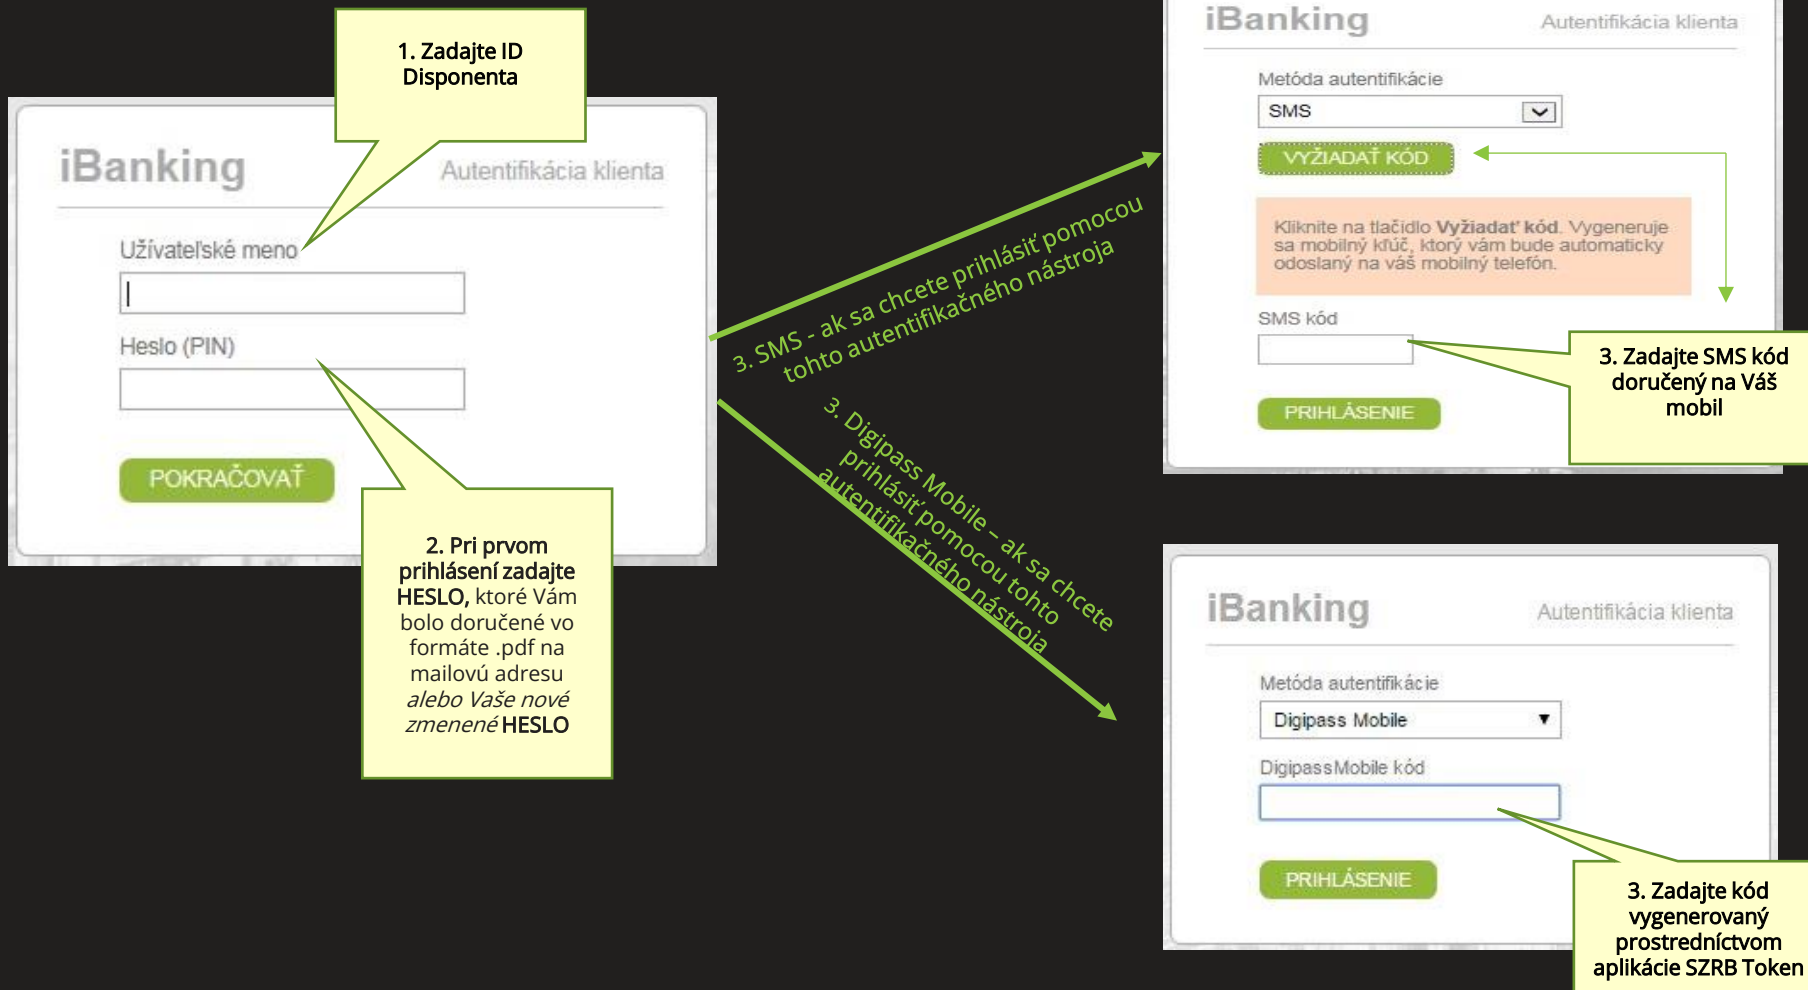 1. Zadajte ID
Disponenta
iBanking
Autentifikácia klienta
Užívateľské meno
Heslo (PIN)
POKRAČOVAŤ
2. Pri prvom
prihlásení zadajte
HESLO, ktoré Vám
bolo doručené vo
formáte .pdf na
mailovú adresu
alebo Vaše nové
zmenené HESLO
3. SMS - ak sa chcete prihlásiť pomocou
tohto autentifikačného nástroja
3. Digipass Mobile – ak sa chcete
prihlásiť pomocou tohto
autentifikačného nástroja
iBanking
Autentifikácia klienta
Metóda autentifikácie
SMS
VYŽIADAŤ KÓD
Kliknite na tlačidlo Vyžiadať kód. Vygeneruje
sa mobilný kľúč, ktorý vám bude automaticky
odoslaný na váš mobilný telefón.
SMS kód
3. Zadajte SMS kód
doručený na Váš
mobil
PRIHLÁSENIE
iBanking
Autentifikácia klienta
Metóda autentifikácie
Digipass Mobile
DigipassMobile kód
PRIHLÁSENIE
3. Zadajte kód
vygenerovaný
prostredníctvom
aplikácie SZRB Token